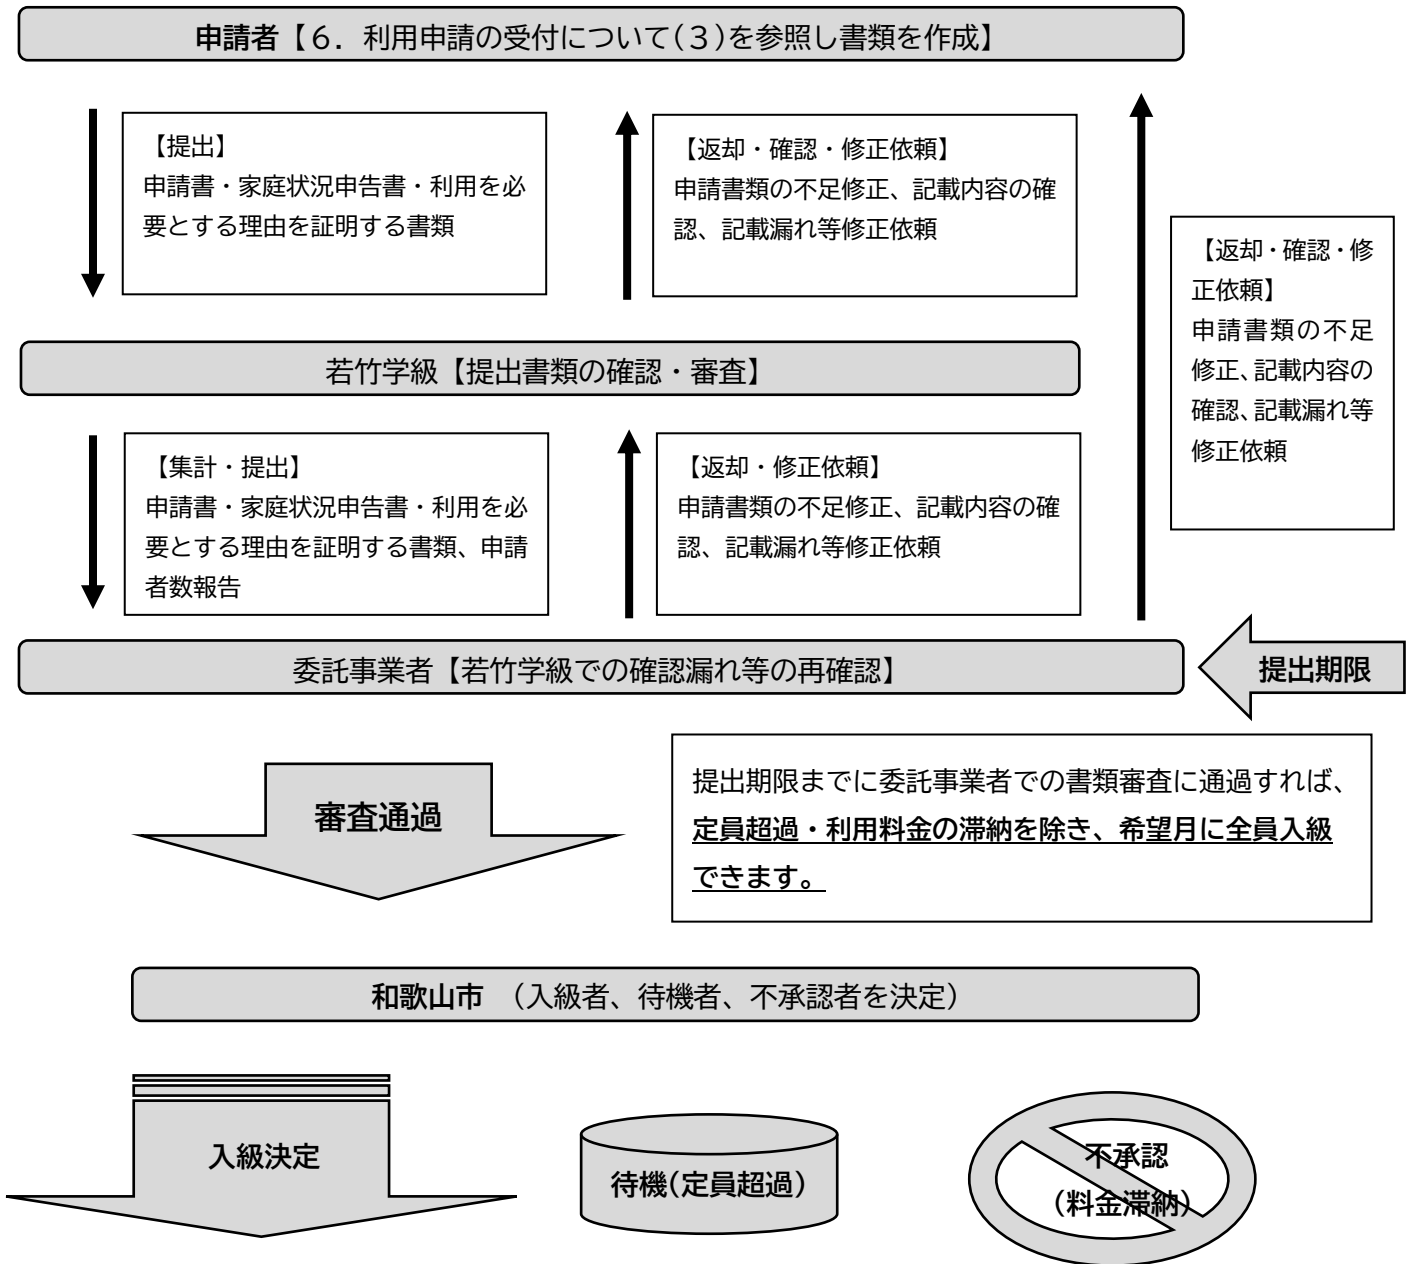 申請者【６．利用申請の受付について(３)を参照し書類を作成】
【提出】
申請書・家庭状況申告書・利用を必
要とする理由を証明する書類
【返却・確認・修正依頼】
申請書類の不足修正、記載内容の確
認、記載漏れ等修正依頼
【返却・確認・修
正依頼】
申請書類の不足
修正、記載内容の
確認、記載漏れ等
修正依頼
若竹学級【提出書類の確認・審査】
【集計・提出】
申請書・家庭状況申告書・利用を必
要とする理由を証明する書類、申請
者数報告
【返却・修正依頼】
申請書類の不足修正、記載内容の確
認、記載漏れ等修正依頼
委託事業者【若竹学級での確認漏れ等の再確認】
提出期限
審査通過
提出期限までに委託事業者での書類審査に通過すれば、
定員超過・利用料金の滞納を除き、希望月に全員入級
できます。
和歌山市　（入級者、待機者、不承認者を決定）
入級決定
待機(定員超過)
不承認
(料金滞納)